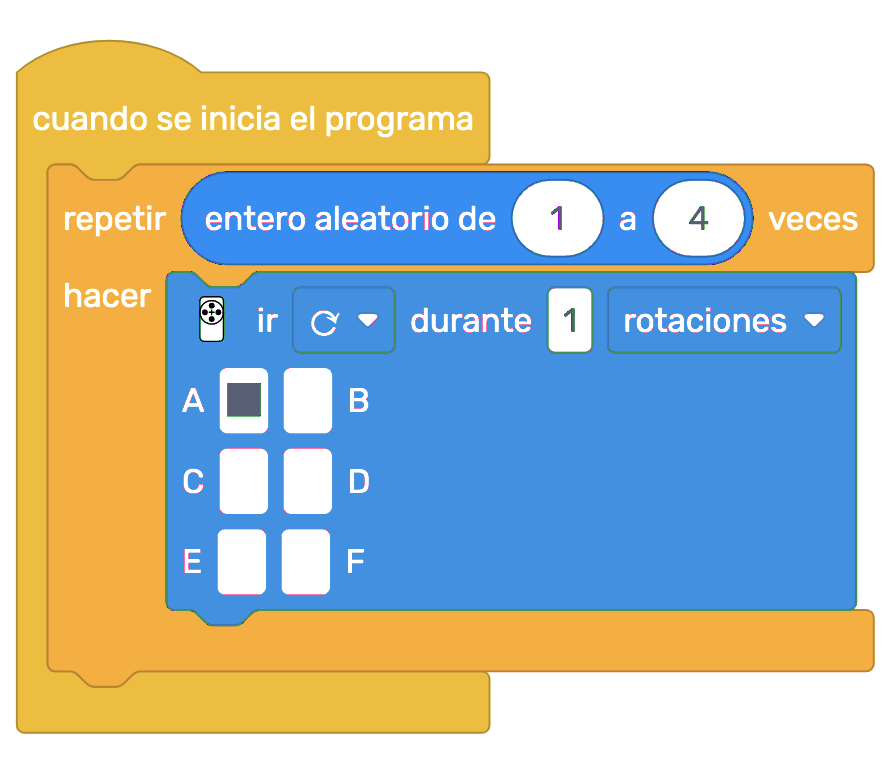 cuando se inicia el programa
repetir entero aleatorio de 1 a 4 veces
hacer ir durante 1 rotaciones
A B
C D
E F